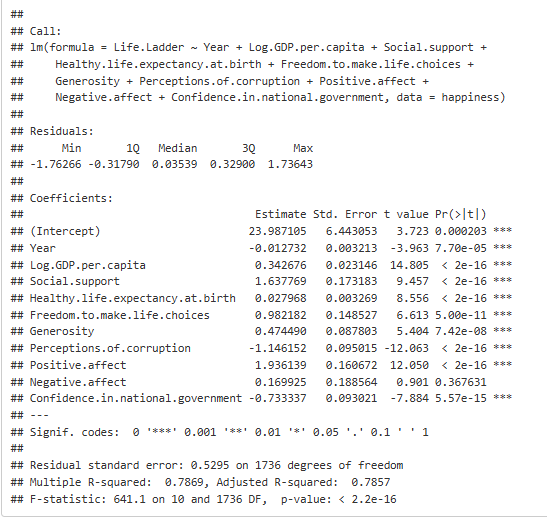 ##
## Call:
## lm(formula = Life.Ladder ~ Year + Log.GDP.per.capita + Social.support +
##     Healthy.life.expectancy.at.birth + Freedom.to.make.life.choices +
##     Generosity + Perceptions.of.corruption + Positive.affect +
##     Negative.affect + Confidence.in.national.government, data = happiness)
##
## Residuals:
##      Min       1Q   Median       3Q      Max
## -1.76266 -0.31790  0.03539  0.32900  1.73643
##
## Coefficients:
##                                    Estimate Std. Error t value Pr(>|t|)
## (Intercept)                       23.987105   6.443053   3.723 0.000203 ***
## Year                              -0.012732   0.003213  -3.963 7.70e-05 ***
## Log.GDP.per.capita                 0.342676   0.023146  14.805  < 2e-16 ***
## Social.support                     1.637769   0.173183   9.457  < 2e-16 ***
## Healthy.life.expectancy.at.birth   0.027968   0.003269   8.556  < 2e-16 ***
## Freedom.to.make.life.choices       0.982182   0.148527   6.613 5.00e-11 ***
## Generosity                         0.474490   0.087803   5.404 7.42e-08 ***
## Perceptions.of.corruption         -1.146152   0.095015 -12.063  < 2e-16 ***
## Positive.affect                    1.936139   0.160672  12.050  < 2e-16 ***
## Negative.affect                    0.169925   0.188564   0.901 0.367631
## Confidence.in.national.government -0.733337   0.093021  -7.884 5.57e-15 ***
## ---
## Signif. codes:  0 '***' 0.001 '**' 0.01 '*' 0.05 '.' 0.1 ' ' 1
##
## Residual standard error: 0.5295 on 1736 degrees of freedom
## Multiple R-squared:  0.7869, Adjusted R-squared:  0.7857
## F-statistic: 641.1 on 10 and 1736 DF,  p-value: < 2.2e-16